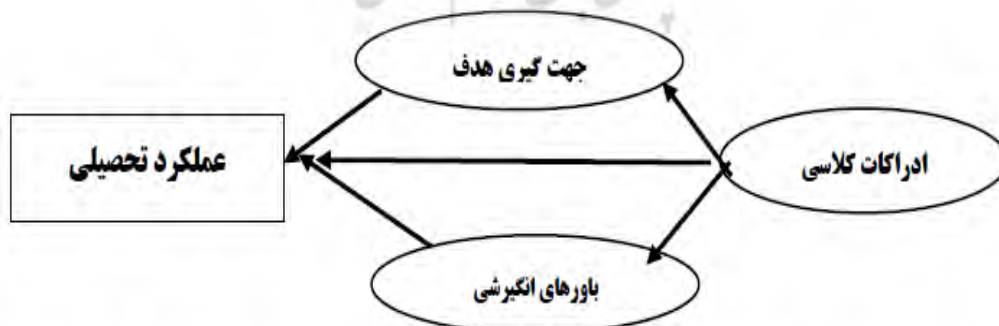 جهت گیری هدف
ادراکات کلاسی
عملکرد تحصیلی
باورهای انگیزشی